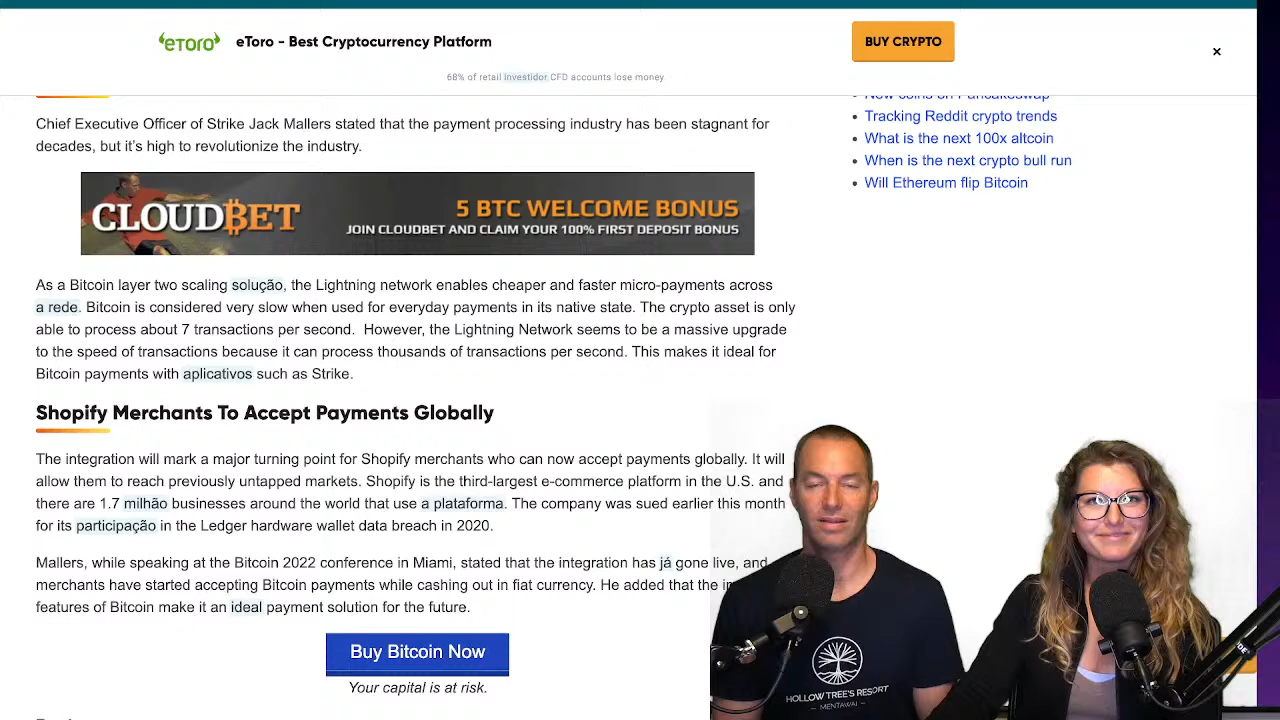 eToro
eToro - Best Cryptocurrency Platform
BUY CRYPTO
×
68% of retail investidor CFD accounts lose money
New coins on Pancakeswap
Tracking Reddit crypto trends
What is the next 100x altcoin
When is the next crypto bull run
Will Ethereum flip Bitcoin
Chief Executive Officer of Strike Jack Mallers stated that the payment processing industry has been stagnant for
decades, but it’s high to revolutionize the industry.
CLOUDBET
5 BTC WELCOME BONUS
JOIN CLOUDBET AND CLAIM YOUR 100% FIRST DEPOSIT BONUS
As a Bitcoin layer two scaling solução, the Lightning network enables cheaper and faster micro-payments across
a rede. Bitcoin is considered very slow when used for everyday payments in its native state. The crypto asset is only
able to process about 7 transactions per second. However, the Lightning Network seems to be a massive upgrade
to the speed of transactions because it can process thousands of transactions per second. This makes it ideal for
Bitcoin payments with aplicativos such as Strike.
Shopify Merchants To Accept Payments Globally
The integration will mark a major turning point for Shopify merchants who can now accept payments globally. It will
allow them to reach previously untapped markets. Shopify is the third-largest e-commerce platform in the U.S. and
there are 1.7 milhão businesses around the world that use a plataforma. The company was sued earlier this month
for its participação in the Ledger hardware wallet data breach in 2020.
Mallers, while speaking at the Bitcoin 2022 conference in Miami, stated that the integration has já gone live, and
merchants have started accepting Bitcoin payments while cashing out in fiat currency. He added that the
features of Bitcoin make it an ideal payment solution for the future.
Buy Bitcoin Now
Your capital is at risk.
HOLLOW TREE'S RESORT
MENTAWAI